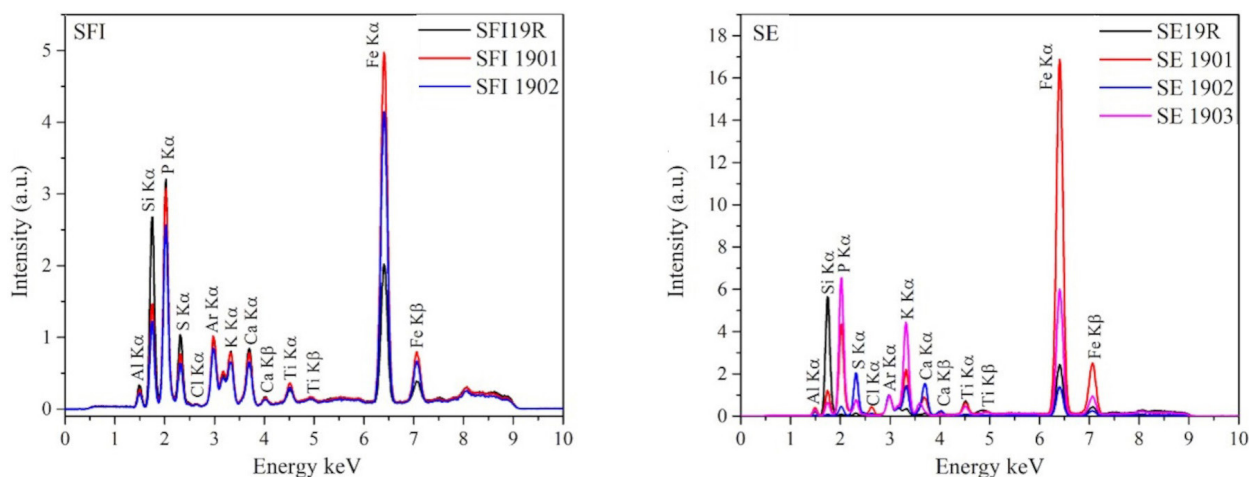 SFI
SFI19R
SFI 1901
SFI 1902
Fe Kα
P Kα
Si Kα
S Kα
Al Kα
Cl Kα
Ar Kα
K Kα
Ca Kα
Ca Kβ
Ti Kα
Ti Kβ
Fe Kβ
Intensity (a.u.)
5
4
3
2
1
0
0 1 2 3 4 5 6 7 8 9 10
Energy keV
SE
SE19R
SE 1901
SE 1902
SE 1903
Fe Kα
Si Kα
P Kα
K Kα
S Kα
Ca Kα
Al Kα
Cl Kα
Ar Kα
Ca Kβ
Ti Kα
Ti Kβ
Fe Kβ
Intensity (a.u.)
18
16
14
12
10
8
6
4
2
0
0 1 2 3 4 5 6 7 8 9 10
Energy keV